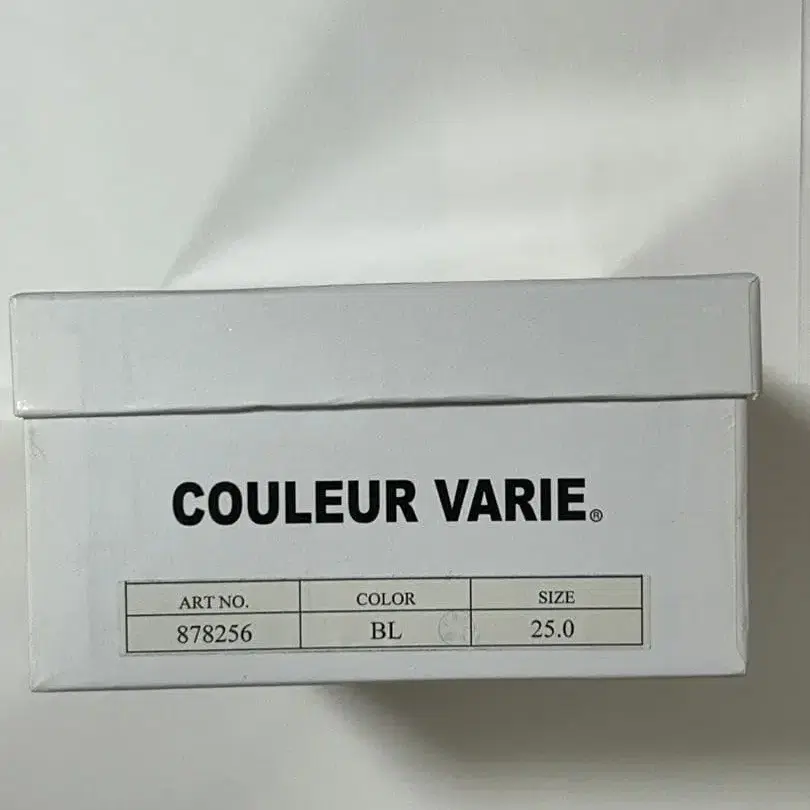 COULEUR VARIE®
ART NO. COLOR SIZE
878256 BL 25.0